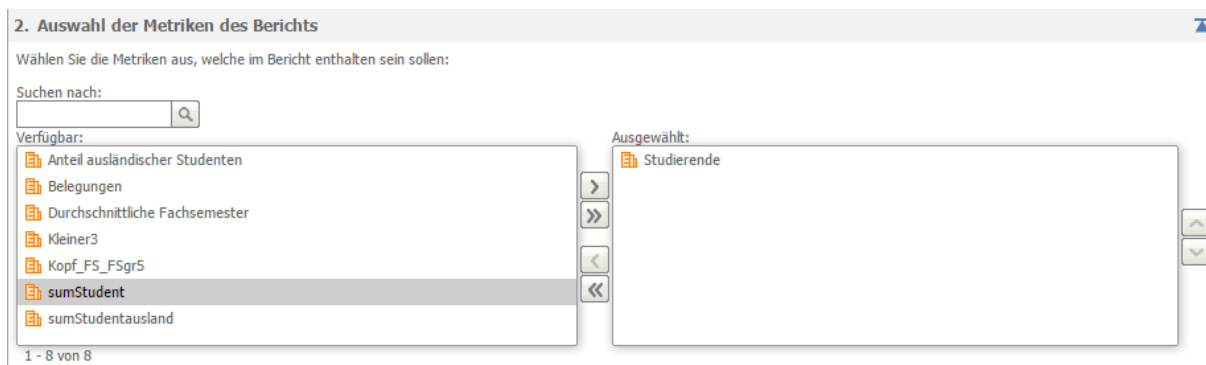 2. Auswahl der Metriken des Berichts
Wählen Sie die Metriken aus, welche im Bericht enthalten sein sollen:
Suchen nach:
Verfügbar:
Anteil ausländischer Studenten
Belegungen
Durchschnittliche Fachsemester
Kleiner3
Kopf_FS_FSgr5
sumStudent
sumStudentausland
1 - 8 von 8
Ausgewählt:
Studierende